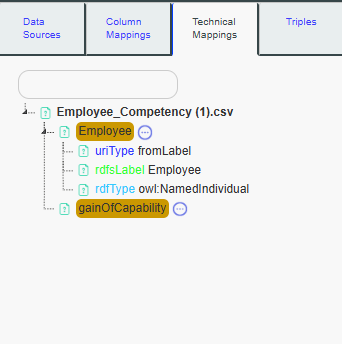 Data
Sources
Column
Mappings
Technical
Mappings
Triples
Employee_Competency (1).csv
Employee
uriType fromLabel
rdfsLabel Employee
rdfType owl:NamedIndividual
gainOfCapability